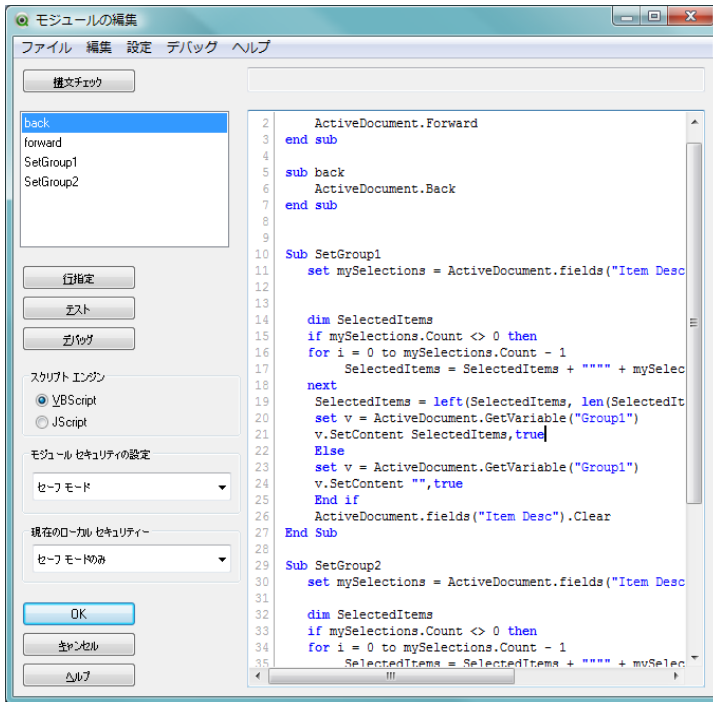 モジュールの編集
ファイル 編集 設定 デバッグ ヘルプ
構文チェック
back
forward
SetGroup1
SetGroup2
行指定
テスト
デバッグ
スクリプト エンジン
VBScript
JScript
モジュール セキュリティの設定
セーフ モード
現在のローカル セキュリティー
セーフ モードのみ
OK
キャンセル
ヘルプ
2 ActiveDocument.Forward
3 end sub
4
5 sub back
6 ActiveDocument.Back
7 end sub
8
9
10 Sub SetGroup1
11 set mySelections = ActiveDocument.fields("Item Desc
12
13
14 dim SelectedItems
15 if mySelections.Count <> 0 then
16 for i = 0 to mySelections.Count - 1
17 SelectedItems = SelectedItems + """" + mySelec
18 next
19 SelectedItems = left(SelectedItems, len(SelectedIt
20 set v = ActiveDocument.GetVariable("Group1")
21 v.SetContent SelectedItems,true
22 Else
23 set v = ActiveDocument.GetVariable("Group1")
24 v.SetContent "",true
25 End if
26 ActiveDocument.fields("Item Desc").Clear
27 End Sub
28
29 Sub SetGroup2
30 set mySelections = ActiveDocument.fields("Item Desc
31
32 dim SelectedItems
33 if mySelections.Count <> 0 then
34 for i = 0 to mySelections.Count - 1
35 SelectedItems = SelectedItems + """" + mySelec